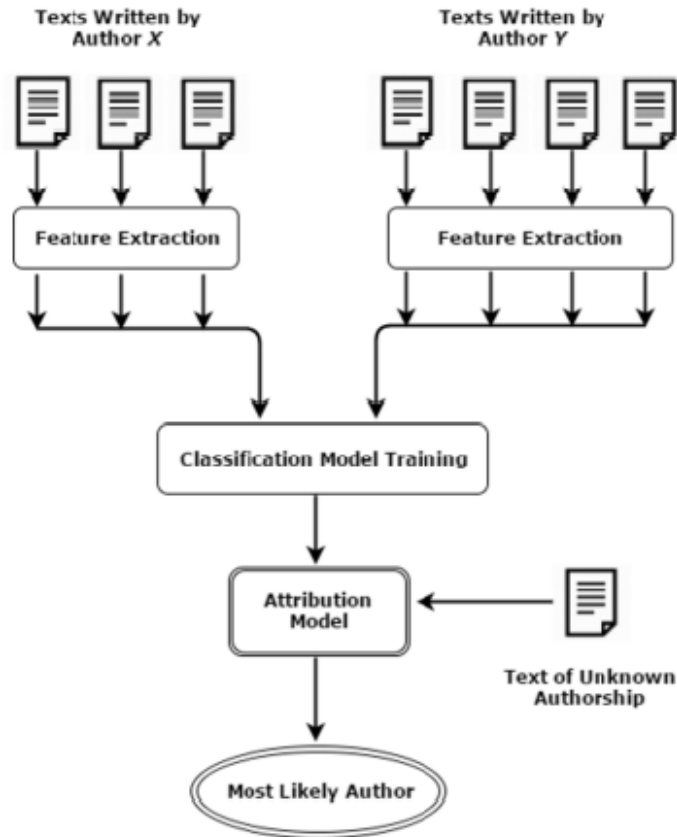 Texts Written by
Author X
Texts Written by
Author Y
Feature Extraction
Feature Extraction
Classification Model Training
Attribution
Model
Text of Unknown
Authorship
Most Likely Author